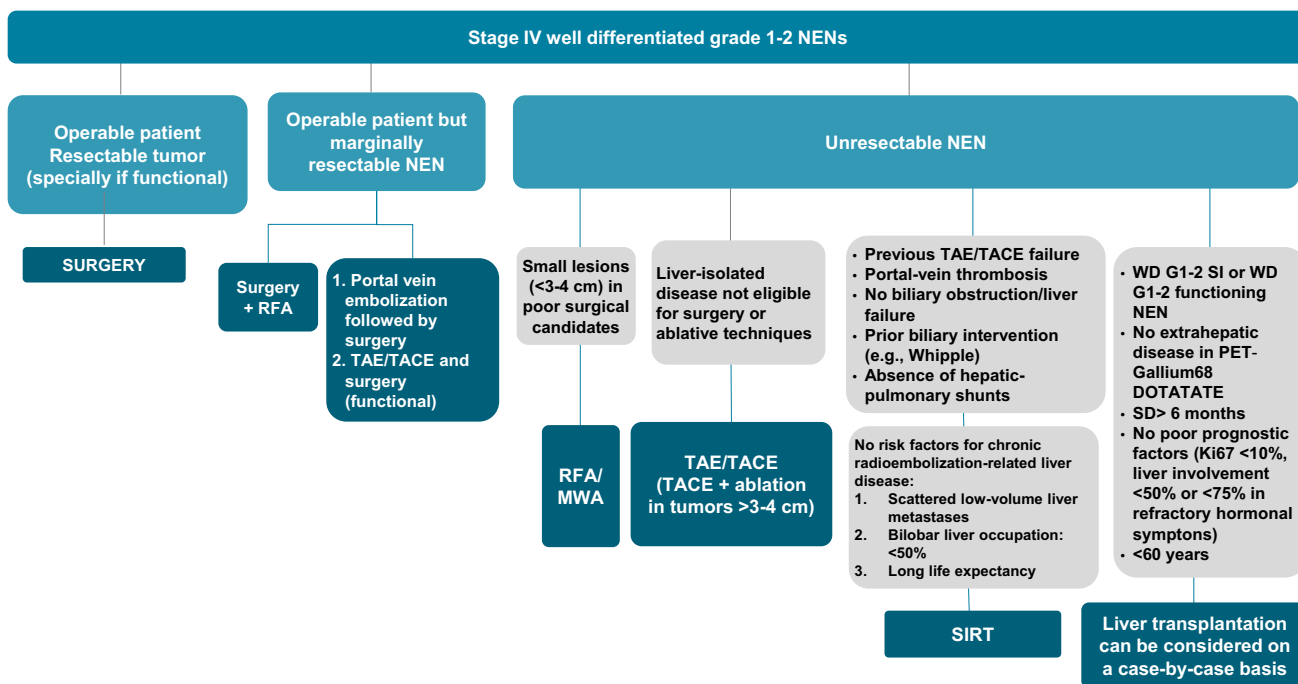 Stage IV well differentiated grade 1-2 NENs
Operable patient
Resectable tumor
(specially if functional)
SURGERY
Operable patient but
marginally
resectable NEN
Surgery
+ RFA
1. Portal vein
embolization
followed by
surgery
2. TAE/TACE and
surgery
(functional)
Unresectable NEN
Small lesions
(<3-4 cm) in
poor surgical
candidates
RFA/
MWA
Liver-isolated
disease not eligible
for surgery or
ablative techniques
TAE/TACE
(TACE + ablation
in tumors >3-4 cm)
• Previous TAE/TACE failure
• Portal-vein thrombosis
• No biliary obstruction/liver
failure
• Prior biliary intervention
(e.g., Whipple)
• Absence of hepatic-
pulmonary shunts
No risk factors for chronic
radioembolization-related liver
disease:
1. Scattered low-volume liver
metastases
2. Bilobar liver occupation:
<50%
3. Long life expectancy
SIRT
• WD G1-2 SI or WD
G1-2 functioning
NEN
• No extrahepatic
disease in PET-
Gallium68
DOTATATE
• SD> 6 months
• No poor prognostic
factors (Ki67 <10%,
liver involvement
<50% or <75% in
refractory hormonal
symptons)
• <60 years
Liver transplantation
can be considered on
a case-by-case basis